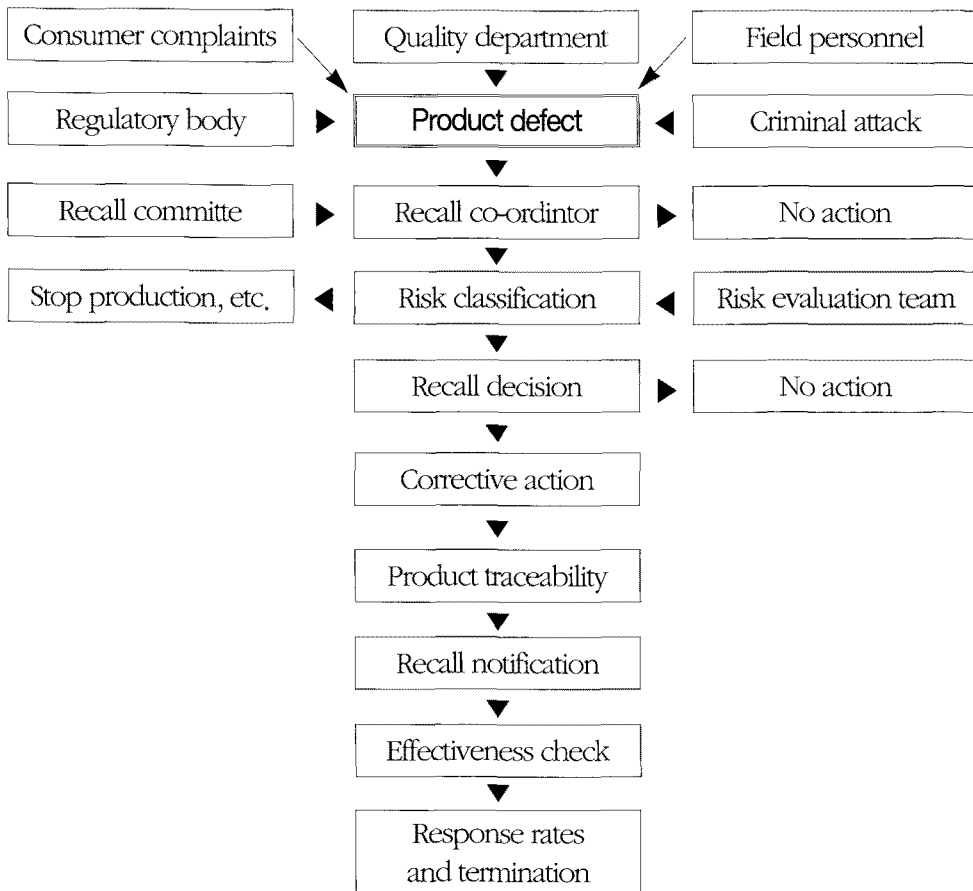 Consumer complaints
Quality department
Field personnel
Regulatory body
Product defect
Criminal attack
Recall committe
Recall co-ordintor
No action
Stop production, etc.
Risk classification
Risk evaluation team
Recall decision
No action
Corrective action
Product traceability
Recall notification
Effectiveness check
Response rates
and termination